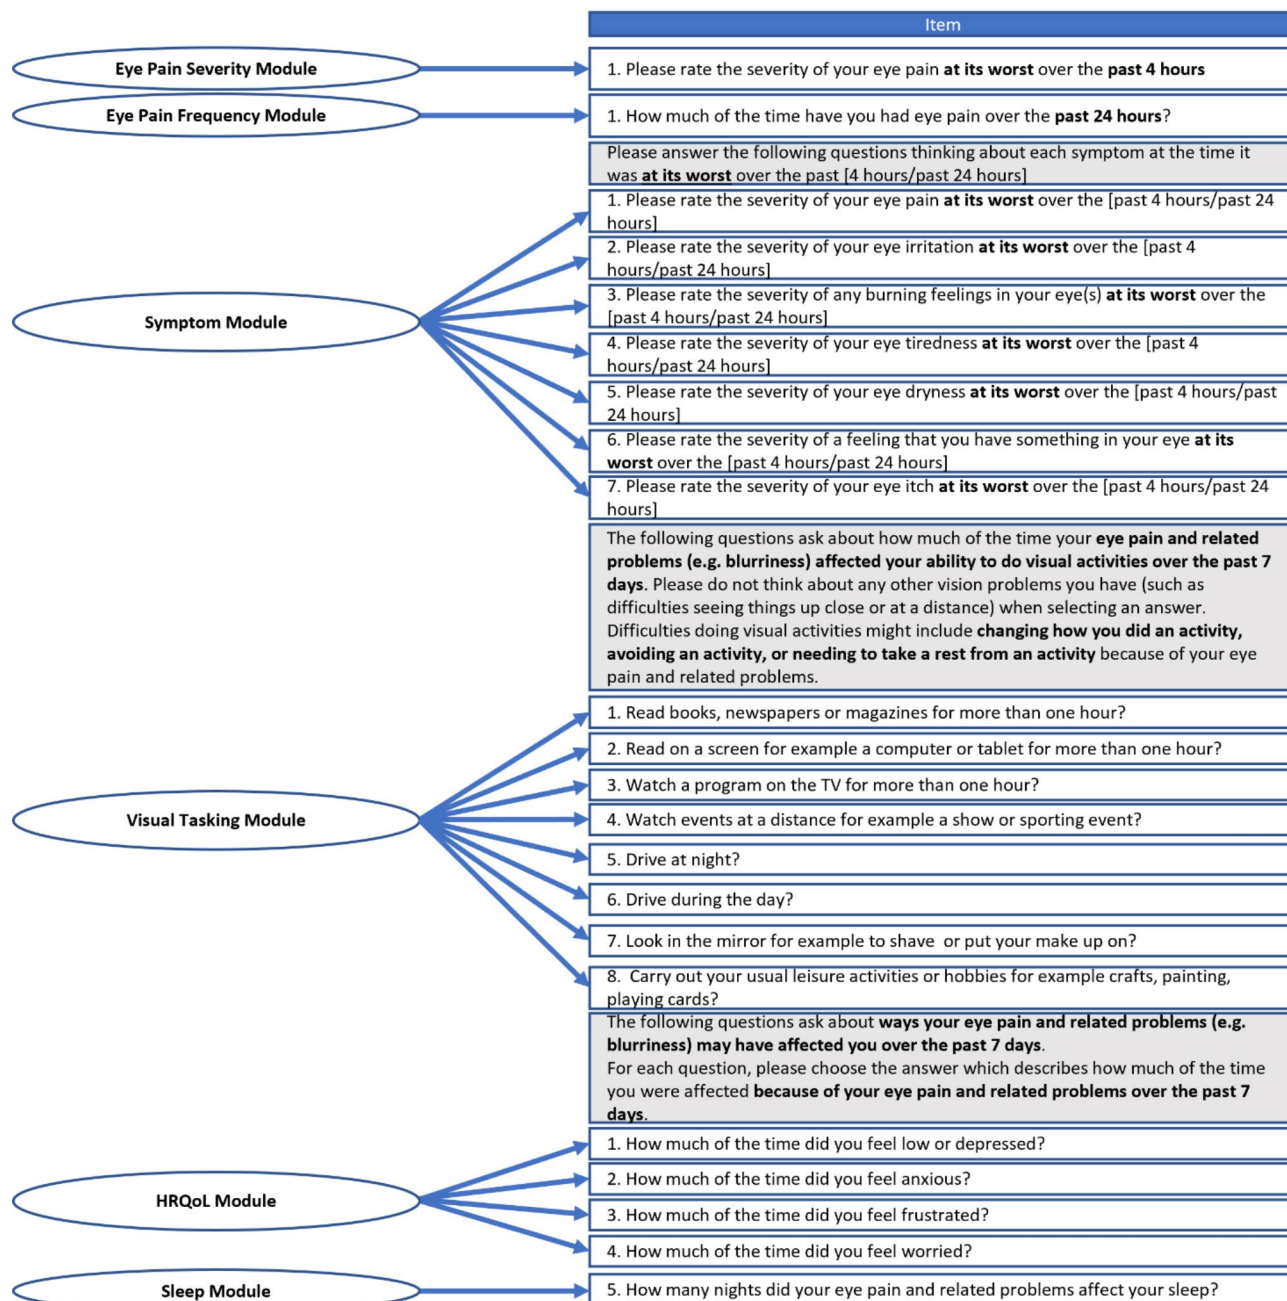 Item
Eye Pain Severity Module
1. Please rate the severity of your eye pain at its worst over the past 4 hours
Eye Pain Frequency Module
1. How much of the time have you had eye pain over the past 24 hours?
Please answer the following questions thinking about each symptom at the time it
was at its worst over the past [4 hours/past 24 hours]
Symptom Module
1. Please rate the severity of your eye pain at its worst over the [past 4 hours/past 24
hours]
2. Please rate the severity of your eye irritation at its worst over the [past 4
hours/past 24 hours]
3. Please rate the severity of any burning feelings in your eye(s) at its worst over the
[past 4 hours/past 24 hours]
4. Please rate the severity of your eye tiredness at its worst over the [past 4
hours/past 24 hours]
5. Please rate the severity of your eye dryness at its worst over the [past 4 hours/past
24 hours]
6. Please rate the severity of a feeling that you have something in your eye at its
worst over the [past 4 hours/past 24 hours]
7. Please rate the severity of your eye itch at its worst over the [past 4 hours/past 24
hours]
The following questions ask about how much of the time your eye pain and related
problems (e.g. blurriness) affected your ability to do visual activities over the past 7
days. Please do not think about any other vision problems you have (such as
difficulties seeing things up close or at a distance) when selecting an answer.
Difficulties doing visual activities might include changing how you did an activity,
avoiding an activity, or needing to take a rest from an activity because of your eye
pain and related problems.
Visual Tasking Module
1. Read books, newspapers or magazines for more than one hour?
2. Read on a screen for example a computer or tablet for more than one hour?
3. Watch a program on the TV for more than one hour?
4. Watch events at a distance for example a show or sporting event?
5. Drive at night?
6. Drive during the day?
7. Look in the mirror for example to shave or put your make up on?
8. Carry out your usual leisure activities or hobbies for example crafts, painting,
playing cards?
The following questions ask about ways your eye pain and related problems (e.g.
blurriness) may have affected you over the past 7 days.
For each question, please choose the answer which describes how much of the time
you were affected because of your eye pain and related problems over the past 7
days.
HRQoL Module
1. How much of the time did you feel low or depressed?
2. How much of the time did you feel anxious?
3. How much of the time did you feel frustrated?
4. How much of the time did you feel worried?
Sleep Module
5. How many nights did your eye pain and related problems affect your sleep?